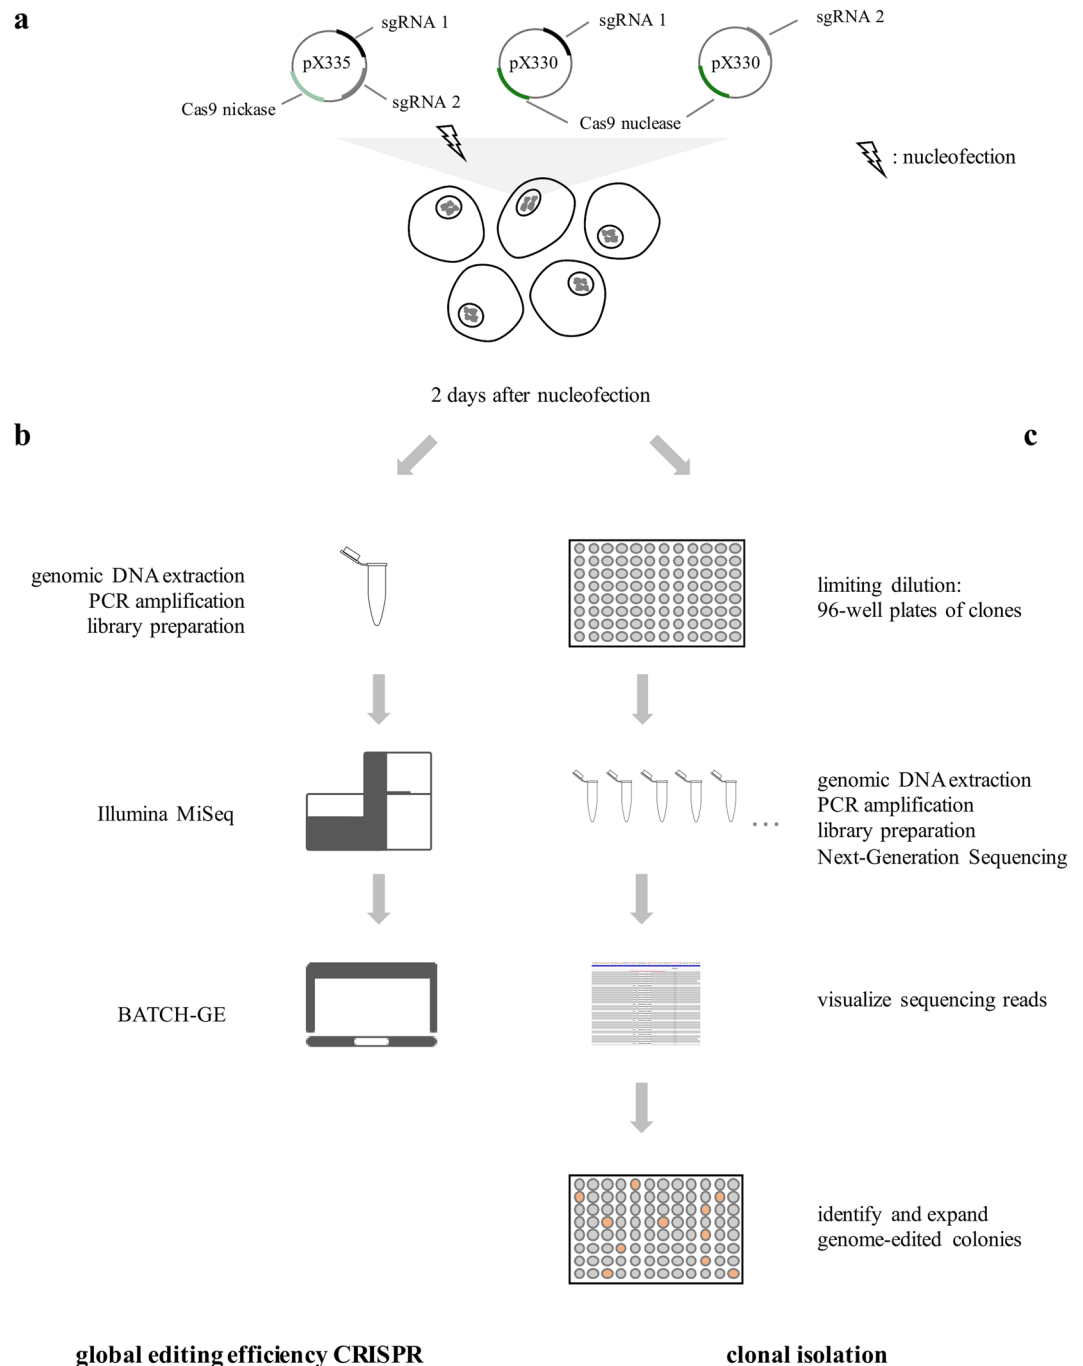 a
sgRNA 1
sgRNA 1
sgRNA 2
pX335
pX330
pX330
Cas9 nickase
sgRNA 2
Cas9 nuclease
: nucleofection
2 days after nucleofection
b
c
genomic DNA extraction
PCR amplification
library preparation
limiting dilution:
96-well plates of clones
Illumina MiSeq
genomic DNA extraction
PCR amplification
library preparation
Next-Generation Sequencing
...
BATCH-GE
visualize sequencing reads
identify and expand
genome-edited colonies
global editing efficiency CRISPR
clonal isolation